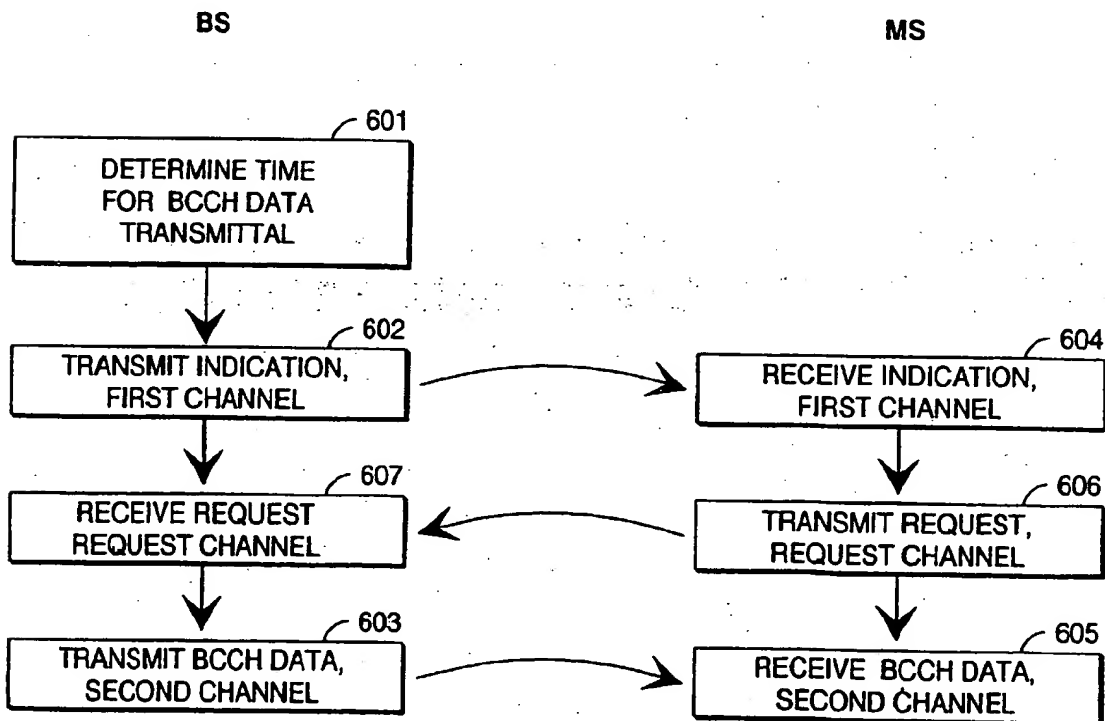 BS
MS
601
DETERMINE TIME
FOR BCCH DATA
TRANSMITTAL
602
TRANSMIT INDICATION,
FIRST CHANNEL
604
RECEIVE INDICATION,
FIRST CHANNEL
607
RECEIVE REQUEST
REQUEST CHANNEL
606
TRANSMIT REQUEST,
REQUEST CHANNEL
603
TRANSMIT BCCH DATA,
SECOND CHANNEL
605
RECEIVE BCCH DATA,
SECOND CHANNEL